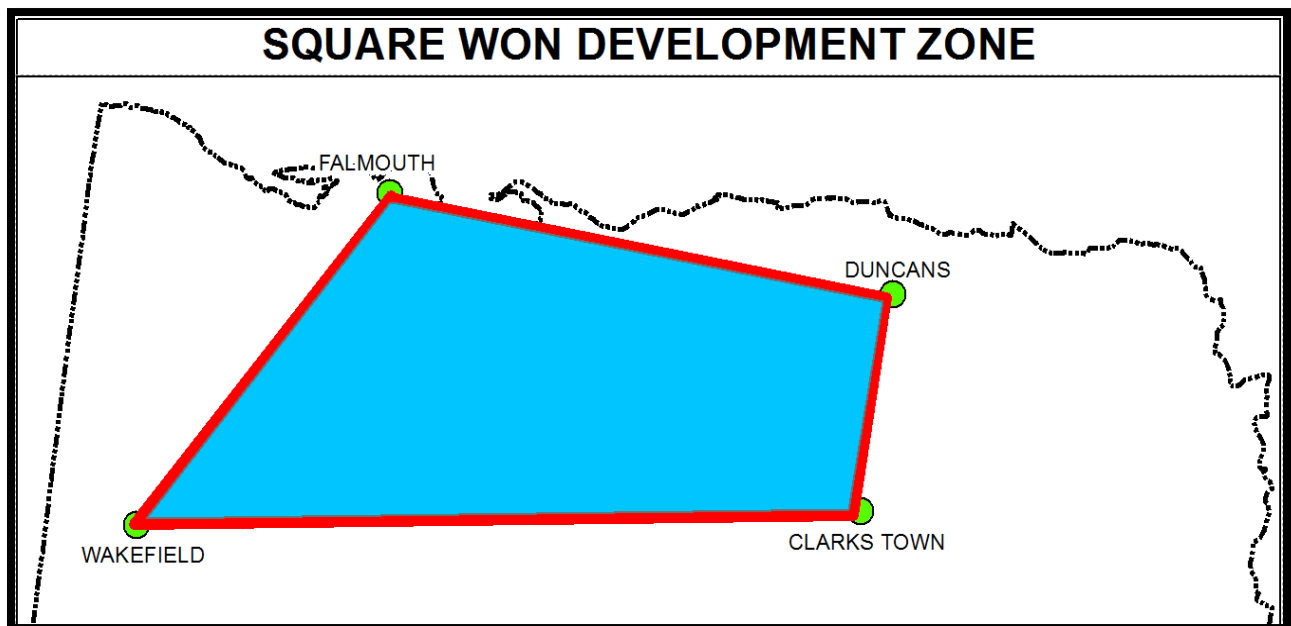 SQUARE WON DEVELOPMENT ZONE
FALMOUTH
DUNCANS
CLARKS TOWN
WAKEFIELD